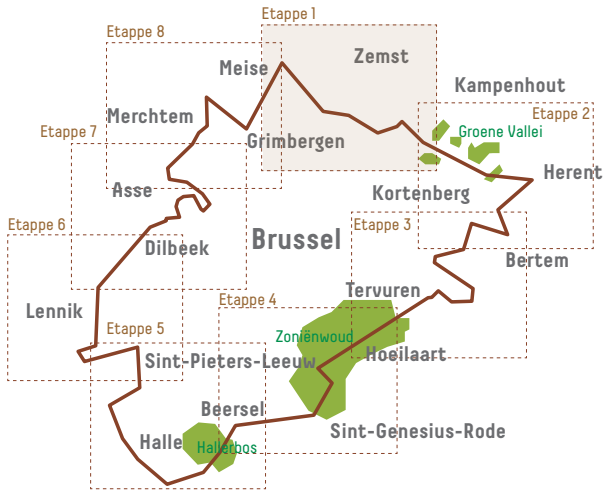 Etappe 1
Etappe 8
Zemst
Meise
Kampenhout
Merchtem
Etappe 2
Etappe 7
Groene Vallei
Grimbergen
Herent
Asse
Kortenberg
Etappe 6
Etappe 3
Brussel
Dilbeek
Bertem
Tervuren
Etappe 4
Lennik
Etappe 5
Zoniënwoud
Hoeilaart
Sint-Pieters-Leeuw
Beersel
Sint-Genesius-Rode
Halle
Hallerbos